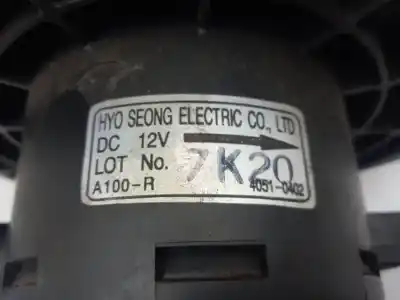 HYO SEONG ELECTRIC CO., LTD
DC 12V
LOT No. 7K20
A100-R 4051-0402